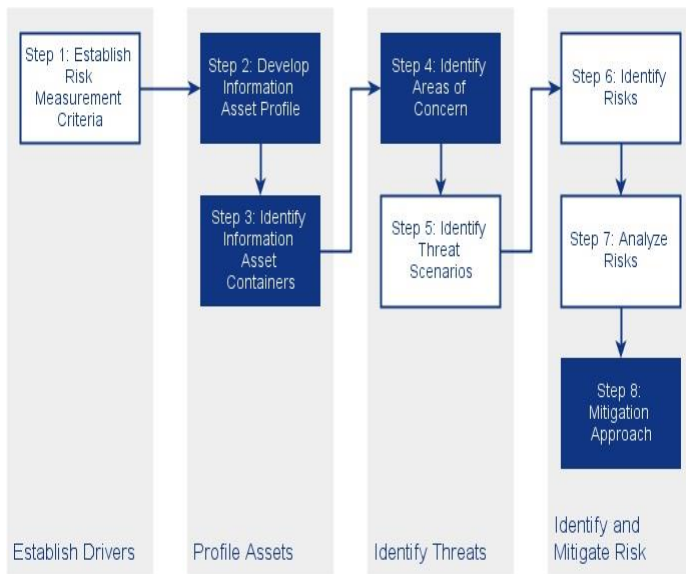 Step 1: Establish
Risk
Measurement
Criteria
Step 2: Develop
Information
Asset Profile
Step 3: Identify
Information
Asset
Containers
Step 4: Identify
Areas of
Concern
Step 5: Identify
Threat
Scenarios
Step 6: Identify
Risks
Step 7: Analyze
Risks
Step 8:
Mitigation
Approach
Establish Drivers
Profile Assets
Identify Threats
Identify and
Mitigate Risk